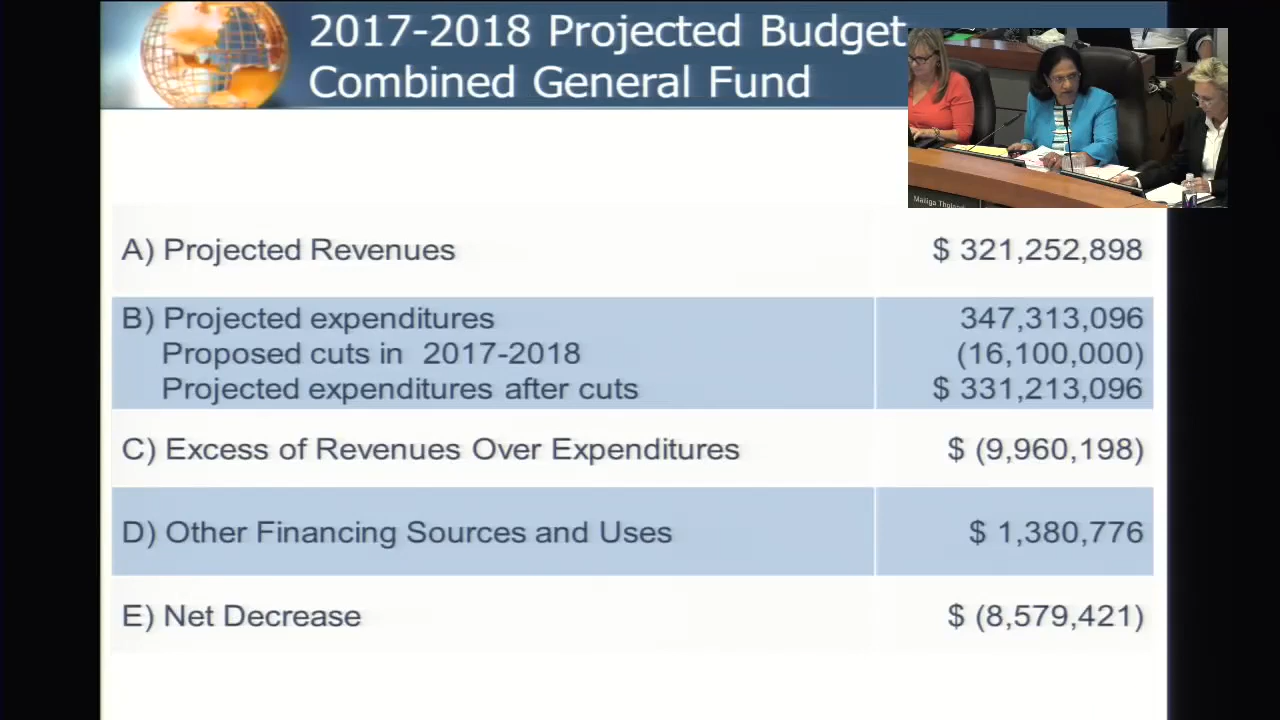 2017-2018 Projected Budget
Combined General Fund
A) Projected Revenues $ 321,252,898
B) Projected expenditures 347,313,096
Proposed cuts in 2017-2018 (16,100,000)
Projected expenditures after cuts $ 331,213,096
C) Excess of Revenues Over Expenditures $ (9,960,198)
D) Other Financing Sources and Uses $ 1,380,776
E) Net Decrease $ (8,579,421)